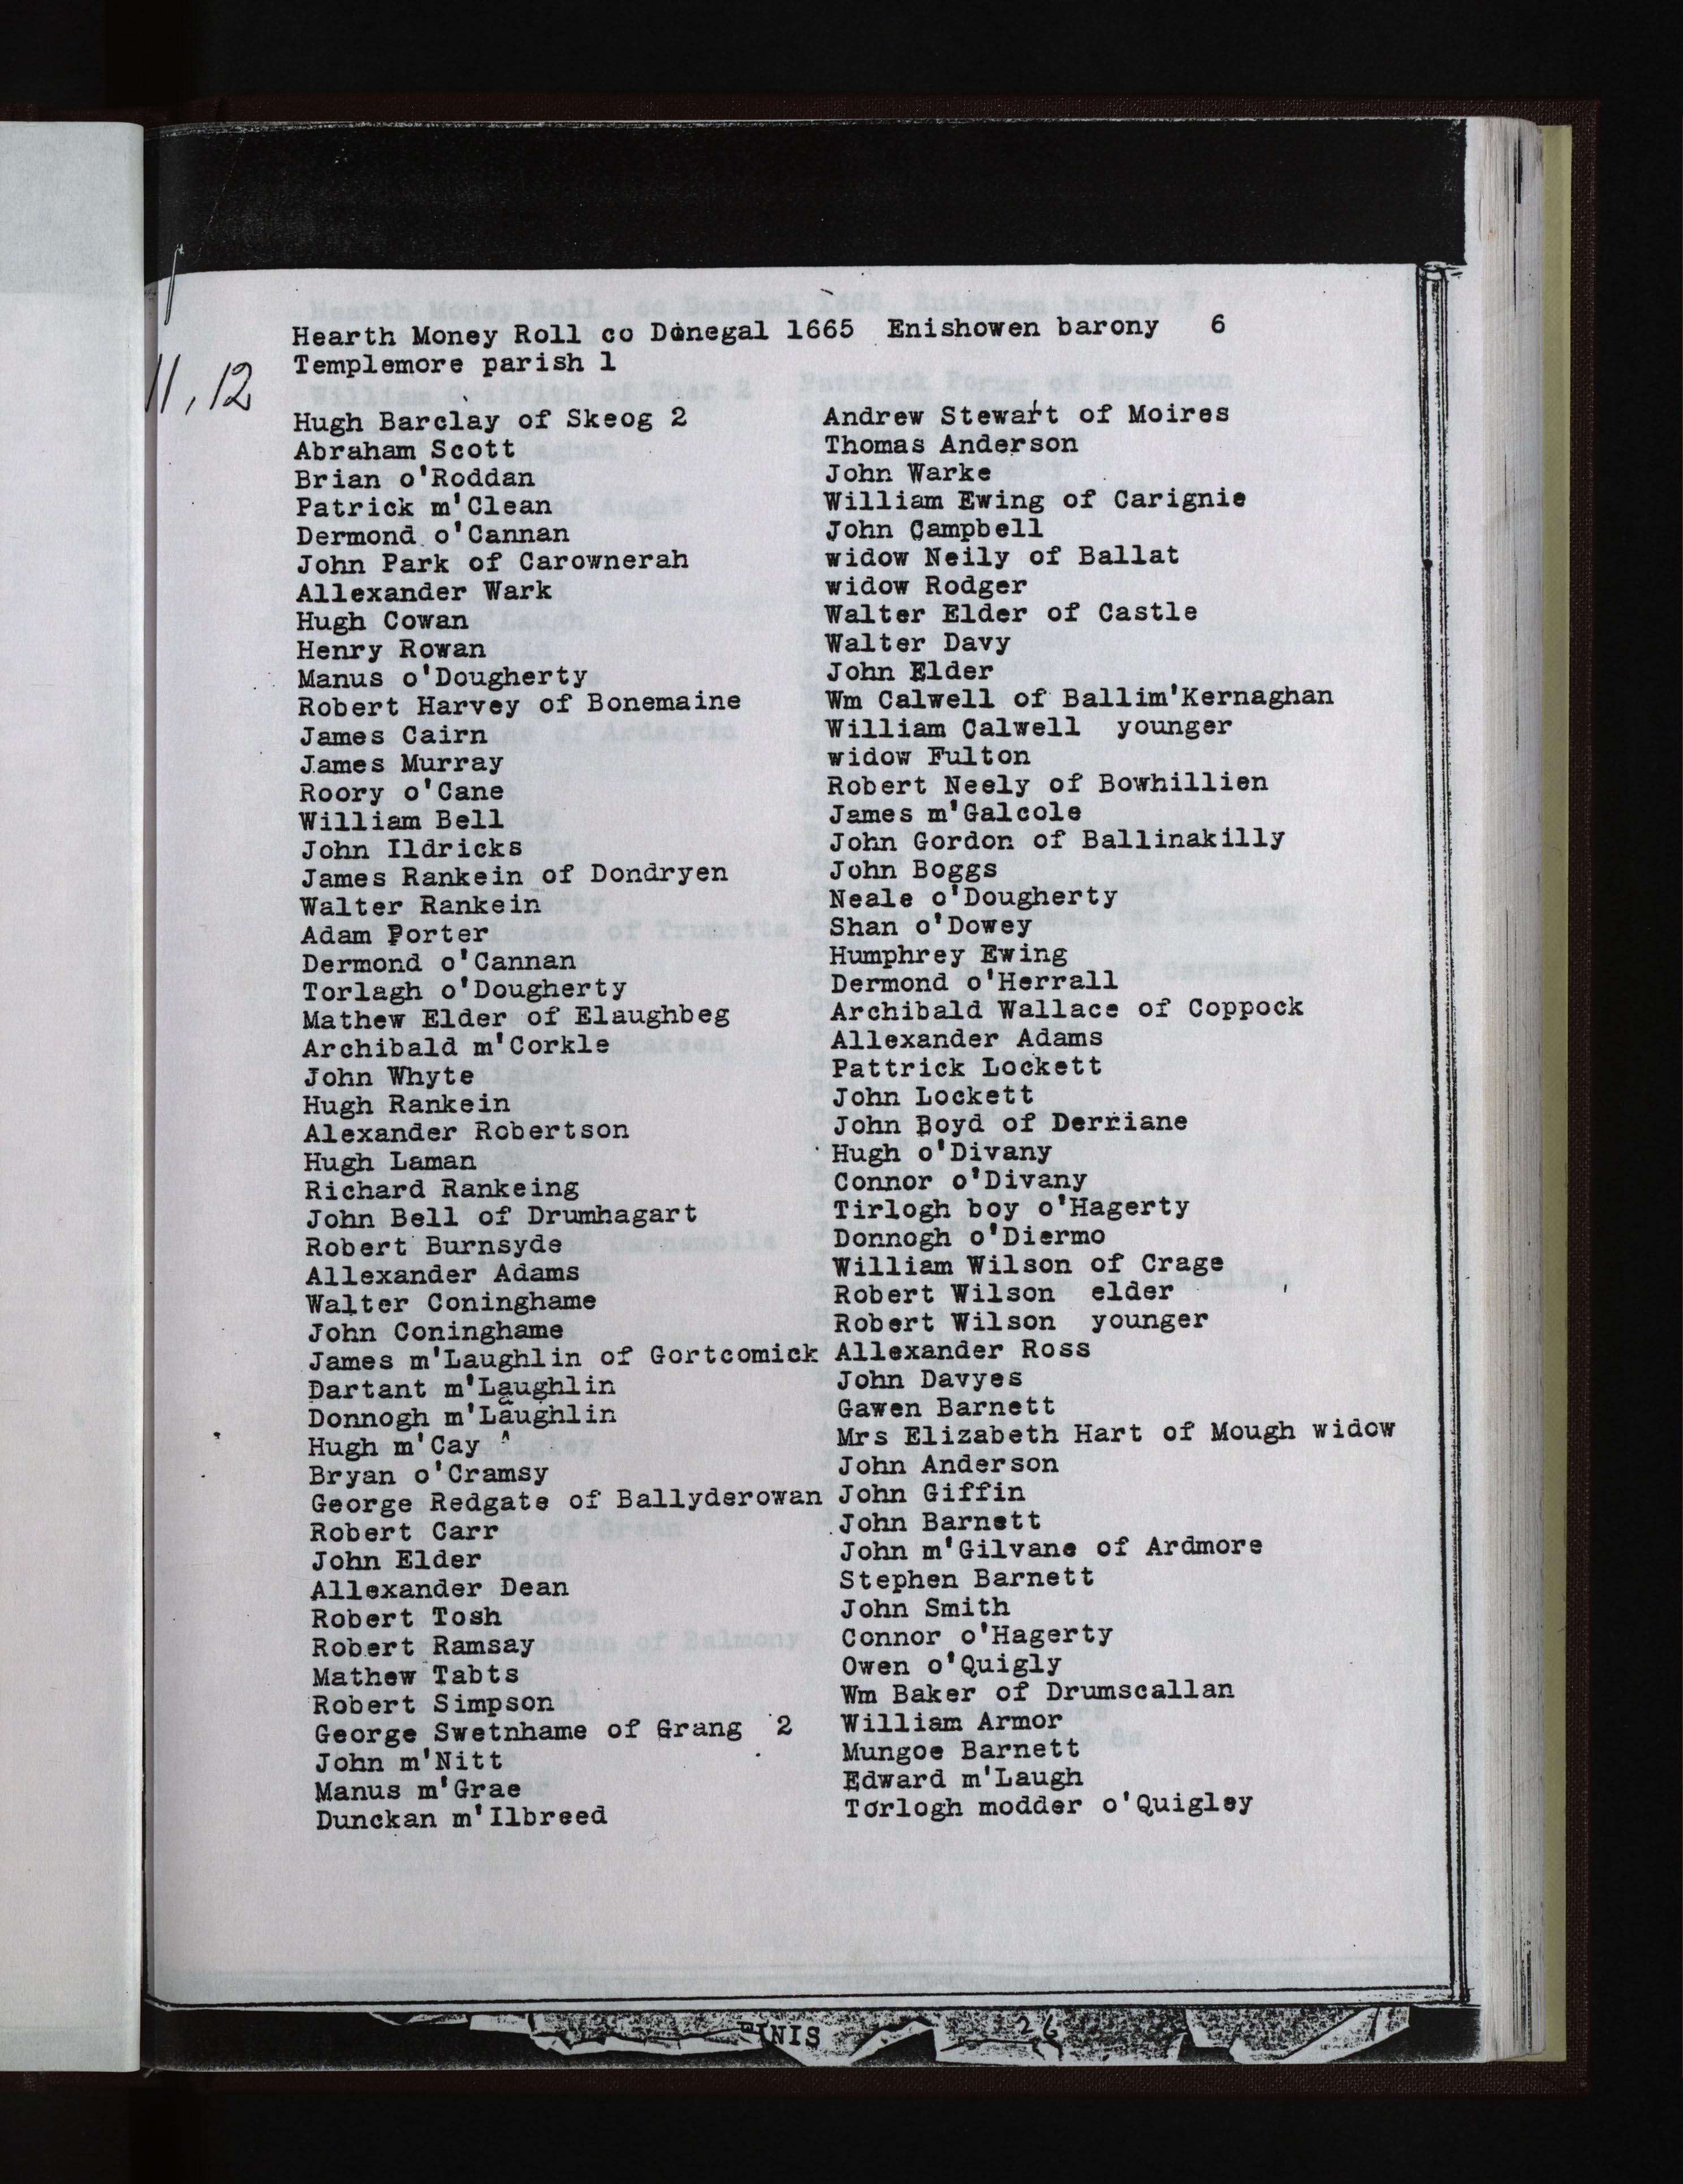 Hearth Money Roll co Donegal 1665 Enishowen barony 6
Templemore parish 1
11, 12
Hugh Barclay of Skeog 2
Abraham Scott
Brian o'Roddan
Patrick m'Clean
Dermond o'Cannan
John Park of Carownerah
Allexander Wark
Hugh Cowan
Henry Rowan
Manus o'Dougherty
Robert Harvey of Bonemaine
James Cairn
James Murray
Roory o'Cane
William Bell
John Ildricks
James Rankein of Dondryen
Walter Rankein
Adam Porter
Dermond o'Cannan
Torlagh o'Dougherty
Mathew Elder of Elaughbeg
Archibald m'Corkle
John Whyte
Hugh Rankein
Alexander Robertson
Hugh Laman
Richard Rankeing
John Bell of Drumhagart
Robert Burnsyde
Allexander Adams
Walter Coninghame
John Coninghame
James m'Laughlin of Gortcomick
Dartant m'Laughlin
Donnogh m'Laughlin
Hugh m'Cay
Bryan o'Cramsy
George Redgate of Ballyderowan
Robert Carr
John Elder
Allexander Dean
Robert Tosh
Robert Ramsay
Mathew Tabts
Robert Simpson
George Swetnhame of Grang 2
John m'Nitt
Manus m'Grae
Dunckan m'Ilbreed
Andrew Stewart of Moires
Thomas Anderson
John Warke
William Ewing of Carignie
John Campbell
widow Neily of Ballat
widow Rodger
Walter Elder of Castle
Walter Davy
John Elder
Wm Calwell of Ballim'Kernaghan
William Calwell younger
widow Fulton
Robert Neely of Bowhillien
James m'Galcole
John Gordon of Ballinakilly
John Boggs
Neale o'Dougherty
Shan o'Dowey
Humphrey Ewing
Dermond o'Herrall
Archibald Wallace of Coppock
Allexander Adams
Pattrick Lockett
John Lockett
John Boyd of Derriane
Hugh o'Divany
Connor o'Divany
Tirlogh boy o'Hagerty
Donnogh o'Diermo
William Wilson of Crage
Robert Wilson elder
Robert Wilson younger
Allexander Ross
John Davyes
Gawen Barnett
Mrs Elizabeth Hart of Mough widow
John Anderson
John Giffin
John Barnett
John m'Gilvane of Ardmore
Stephen Barnett
John Smith
Connor o'Hagerty
Owen o'Quigly
Wm Baker of Drumscallan
William Armor
Mungoe Barnett
Edward m'Laugh
Torlogh modder o'Quigley
FINIS
26